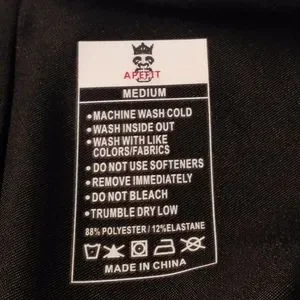 APEFIT
MEDIUM
• MACHINE WASH COLD
• WASH INSIDE OUT
• WASH WITH LIKE
COLORS/FABRICS
• DO NOT USE SOFTENERS
• REMOVE IMMEDIATELY
• DO NOT BLEACH
• TRUMBLE DRY LOW
88% POLYESTER / 12% ELASTANE
MADE IN CHINA